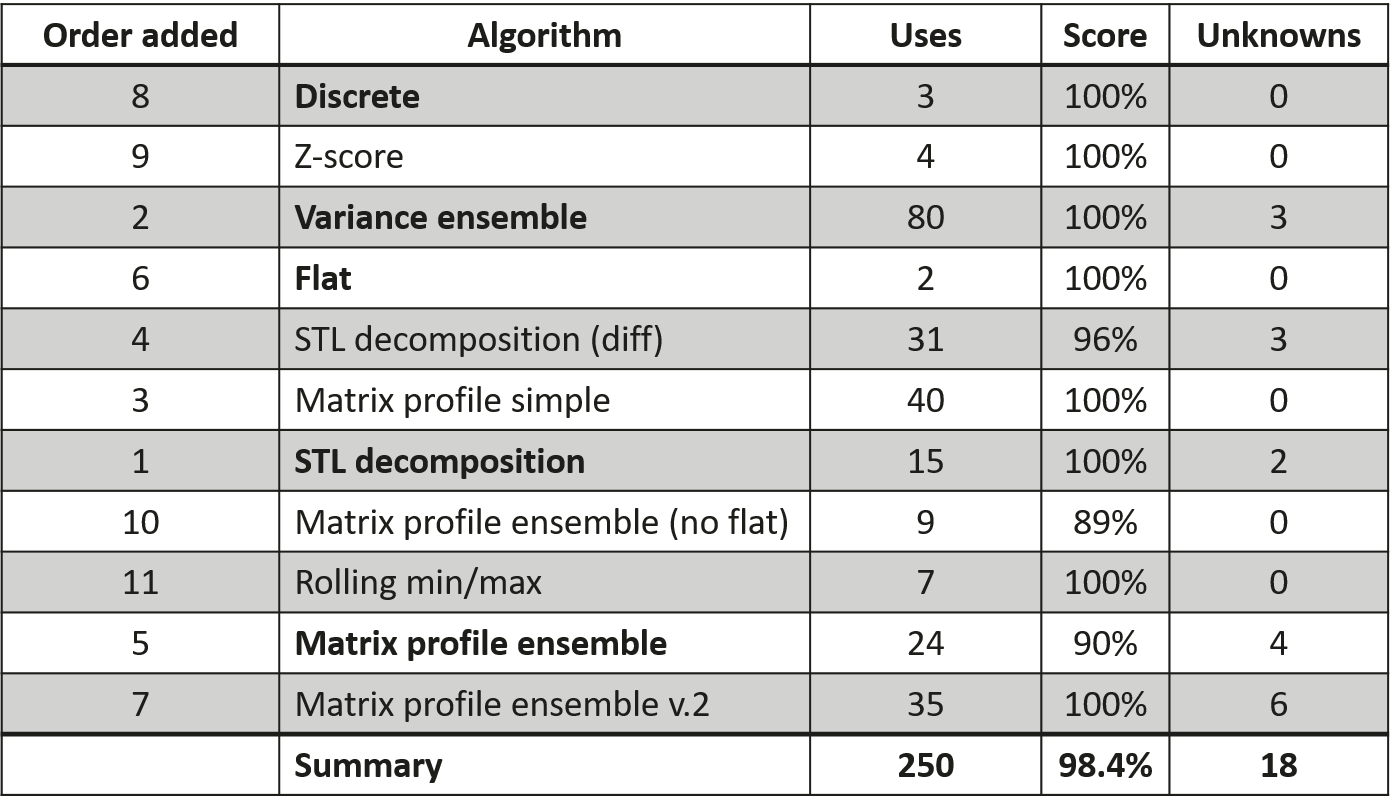 Order added Algorithm Uses Score Unknowns
8 Discrete 3 100% 0
9 Z-score 4 100% 0
2 Variance ensemble 80 100% 3
6 Flat 2 100% 0
4 STL decomposition (diff) 31 96% 3
3 Matrix profile simple 40 100% 0
1 STL decomposition 15 100% 2
10 Matrix profile ensemble (no flat) 9 89% 0
11 Rolling min/max 7 100% 0
5 Matrix profile ensemble 24 90% 4
7 Matrix profile ensemble v.2 35 100% 6
Summary 250 98.4% 18